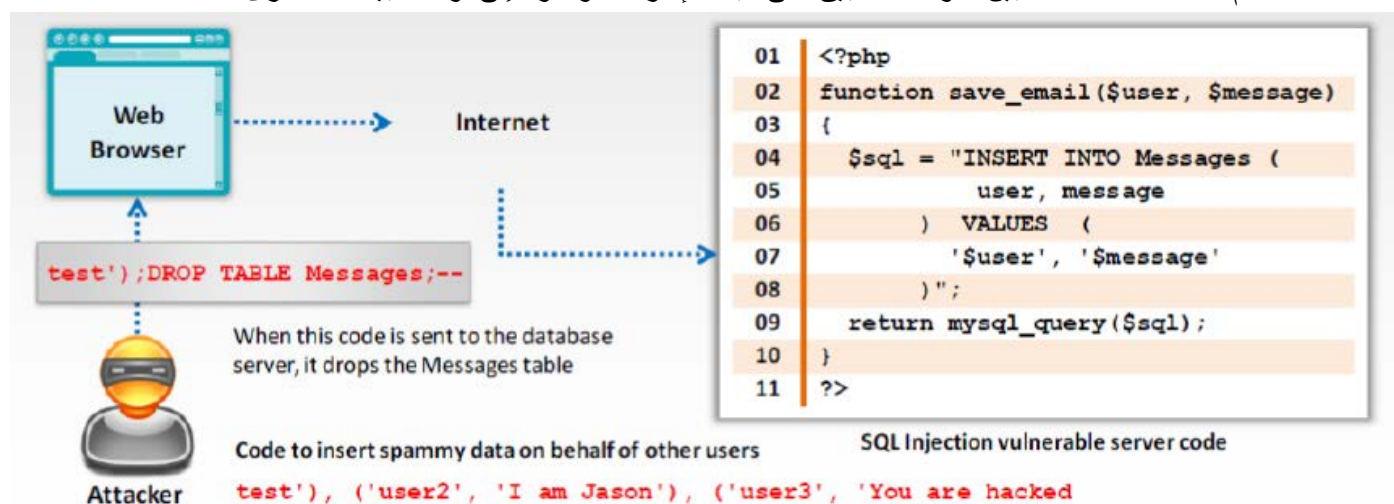 Web
Browser
Internet
test');DROP TABLE Messages;--
When this code is sent to the database
server, it drops the Messages table
Attacker
01 <?php
02 function save_email($user, $message)
03 {
04 $sql = "INSERT INTO Messages (
05 user, message
06 ) VALUES (
07 '$user', '$message'
08 )";
09 return mysql_query($sql);
10 }
11 ?>
SQL Injection vulnerable server code
Code to insert spammy data on behalf of other users
test'), ('user2', 'I am Jason'), ('user3', 'You are hacked